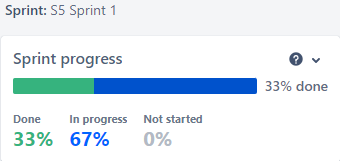 Sprint: S5 Sprint 1
Sprint progress
33% done
Done In progress Not started
33% 67% 0%